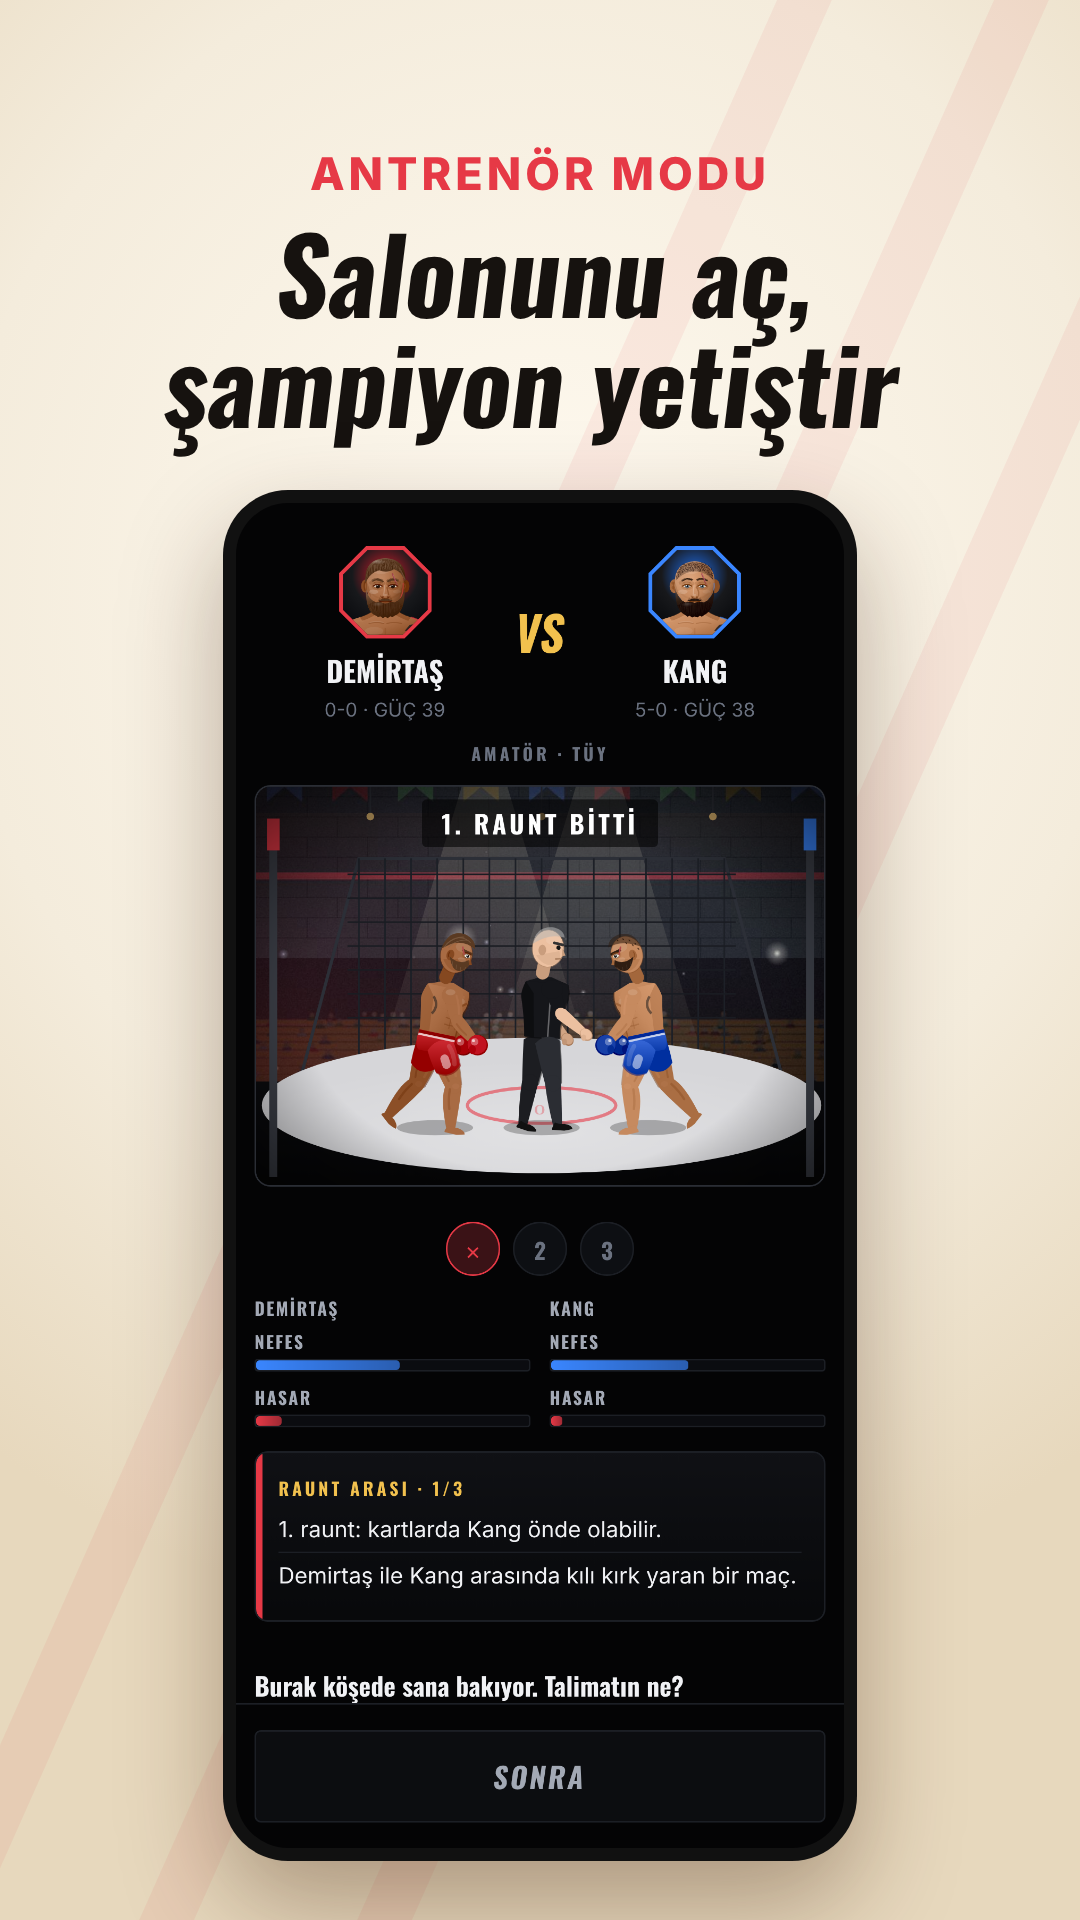 ANTRENÖR MODU
Salonunu aç,
şampiyon yetiştir
VS
DEMİRTAŞ
KANG
0-0 · GÜÇ 39
5-0 · GÜÇ 38
AMATÖR · TÜY
1. RAUNT BİTTİ
× 2 3
DEMİRTAŞ
KANG
NEFES
NEFES
HASAR
HASAR
RAUNT ARASI · 1/3
1. raunt: kartlarda Kang önde olabilir.
Demirtaş ile Kang arasında kılı kırk yaran bir maç.
Burak köşede sana bakıyor. Talimatın ne?
SONRA